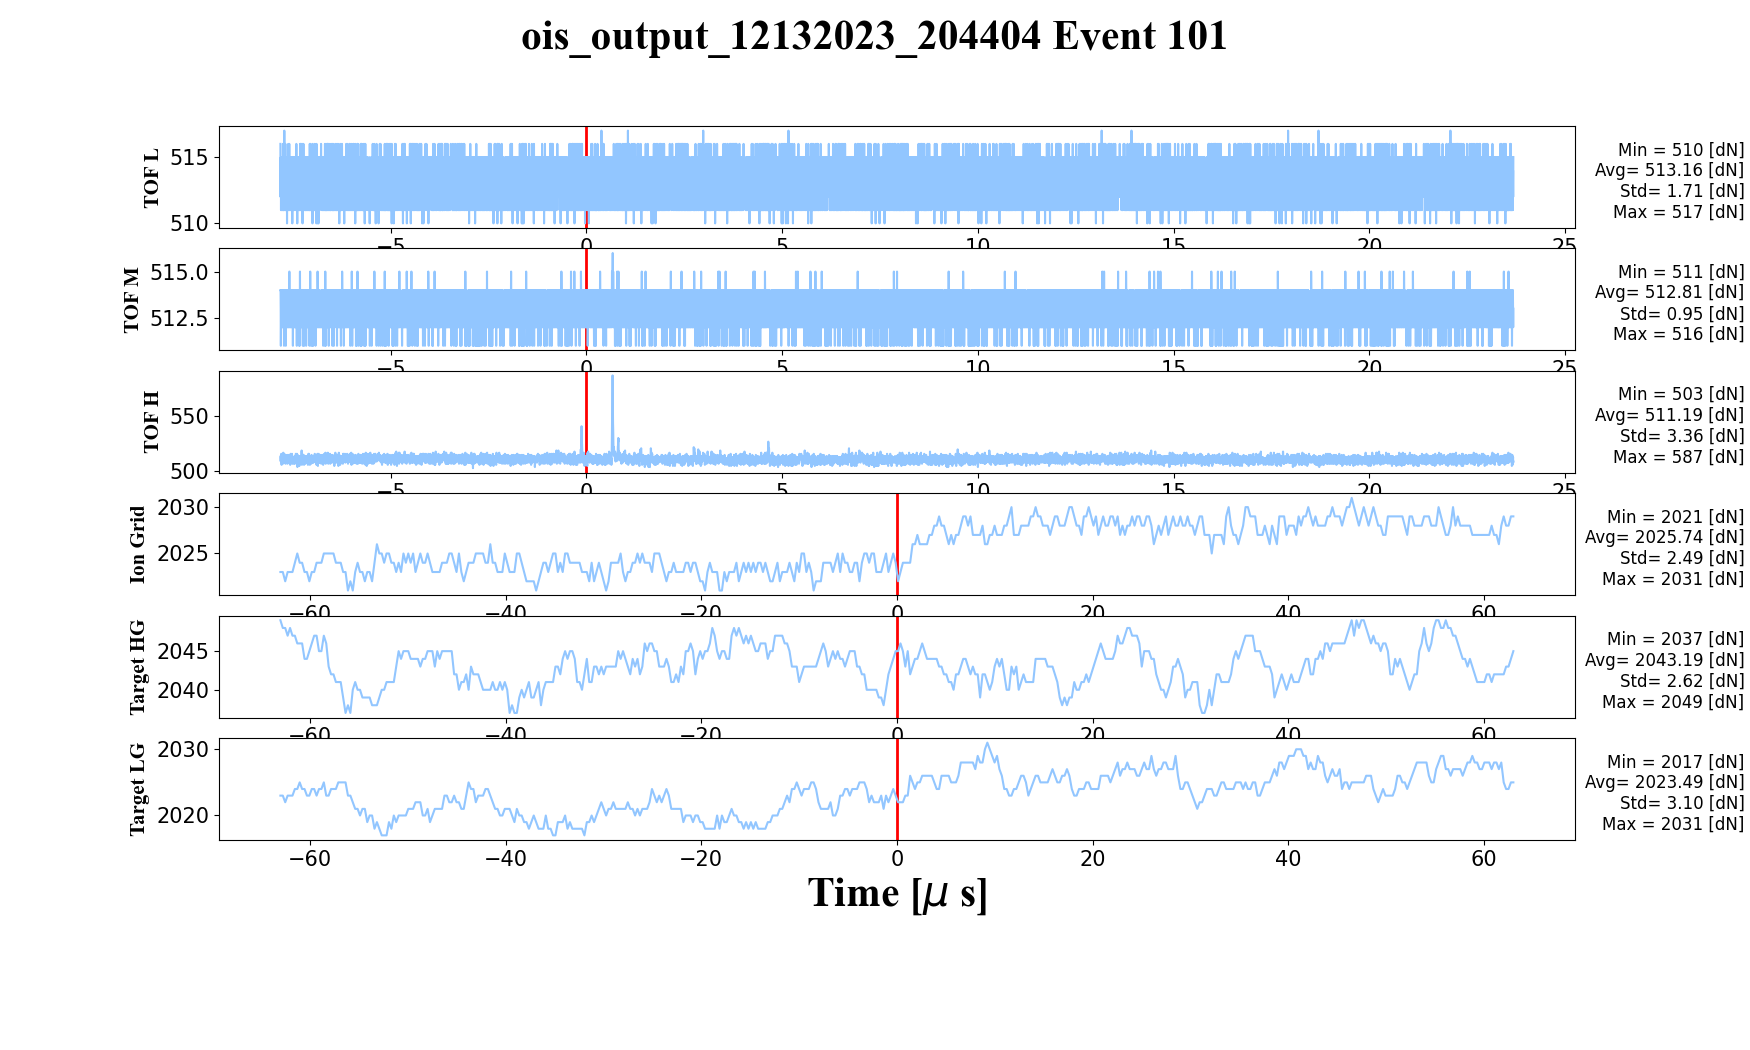 ois_output_12132023_204404 Event 101
TOF L
515
510
Min = 510 [dN]
Avg= 513.16 [dN]
Std= 1.71 [dN]
Max = 517 [dN]
−5 0 5 10 15 20 25
TOF M
515.0
512.5
Min = 511 [dN]
Avg= 512.81 [dN]
Std= 0.95 [dN]
Max = 516 [dN]
−5 0 5 10 15 20 25
TOF H
550
500
Min = 503 [dN]
Avg= 511.19 [dN]
Std= 3.36 [dN]
Max = 587 [dN]
−5 0 5 10 15 20 25
Ion Grid
2030
2025
Min = 2021 [dN]
Avg= 2025.74 [dN]
Std= 2.49 [dN]
Max = 2031 [dN]
−60 −40 −20 0 20 40 60
Target HG
2045
2040
Min = 2037 [dN]
Avg= 2043.19 [dN]
Std= 2.62 [dN]
Max = 2049 [dN]
−60 −40 −20 0 20 40 60
Target LG
2030
2020
Min = 2017 [dN]
Avg= 2023.49 [dN]
Std= 3.10 [dN]
Max = 2031 [dN]
−60 −40 −20 0 20 40 60
Time [μ s]